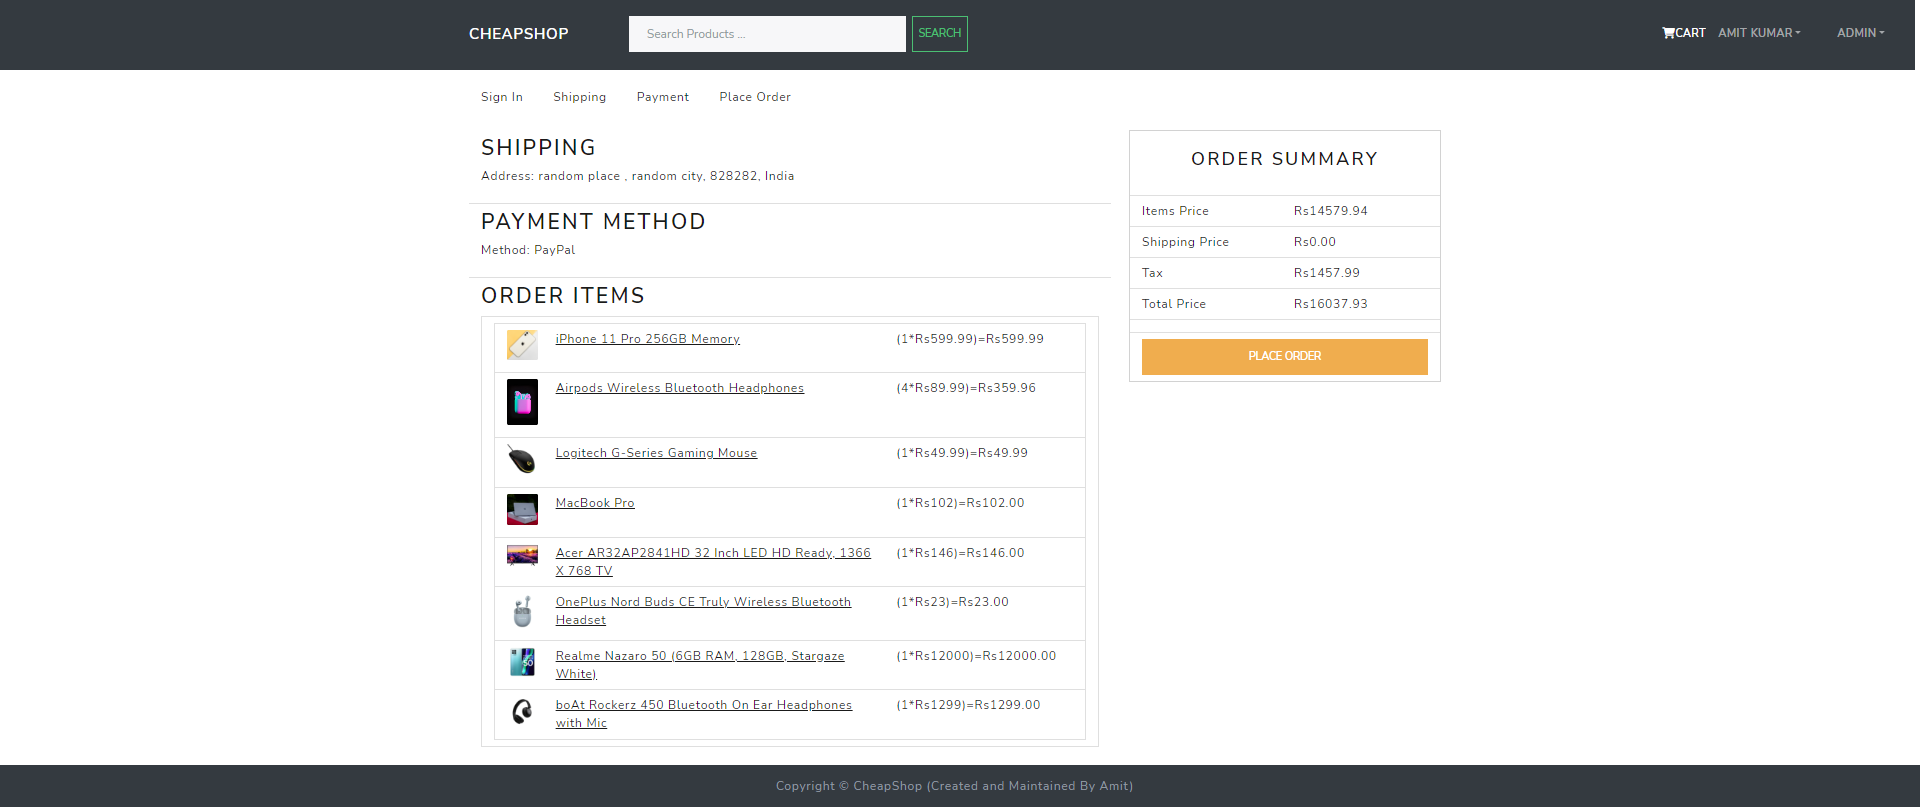 CHEAPSHOP
Search Products ...
SEARCH
CART
AMIT KUMAR
ADMIN
Sign In
Shipping
Payment
Place Order
SHIPPING
Address: random place , random city, 828282, India
PAYMENT METHOD
Method: PayPal
ORDER ITEMS
iPhone 11 Pro 256GB Memory
(1*Rs599.99)=Rs599.99
Airpods Wireless Bluetooth Headphones
(4*Rs89.99)=Rs359.96
Logitech G-Series Gaming Mouse
(1*Rs49.99)=Rs49.99
MacBook Pro
(1*Rs102)=Rs102.00
Acer AR32AP2841HD 32 Inch LED HD Ready, 1366
X 768 TV
(1*Rs146)=Rs146.00
OnePlus Nord Buds CE Truly Wireless Bluetooth
Headset
(1*Rs23)=Rs23.00
50
Realme Nazaro 50 (6GB RAM, 128GB, Stargaze
White)
(1*Rs12000)=Rs12000.00
boAt Rockerz 450 Bluetooth On Ear Headphones
with Mic
(1*Rs1299)=Rs1299.00
ORDER SUMMARY
Items Price
Rs14579.94
Shipping Price
Rs0.00
Tax
Rs1457.99
Total Price
Rs16037.93
PLACE ORDER
Copyright © CheapShop (Created and Maintained By Amit)